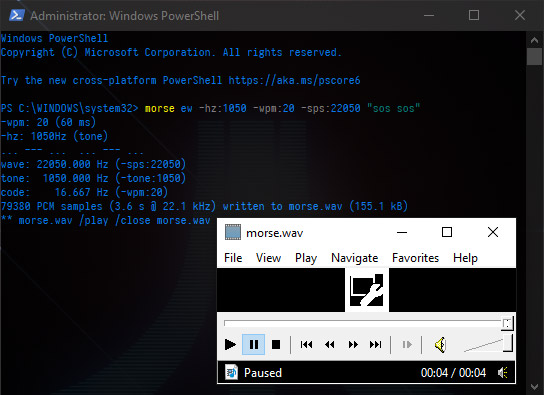 Administrator: Windows PowerShell
Windows PowerShell
Copyright (C) Microsoft Corporation. All rights reserved.
Try the new cross-platform PowerShell https://aka.ms/pscore6
PS C:\WINDOWS\system32> morse ew -hz:1050 -wpm:20 -sps:22050 "sos sos"
-wpm: 20 (60 ms)
-hz: 1050Hz (tone)
... --- ... ... --- ...
wave: 22050.000 Hz (-sps:22050)
tone:  1050.000 Hz (-tone:1050)
code:    16.667 Hz (-wpm:20)
79380 PCM samples (3.6 s @ 22.1 kHz) written to morse.wav (155.1 kB)
** morse.wav /play /close morse.wav
morse.wav
File View Play Navigate Favorites Help
Paused 00:04 / 00:04